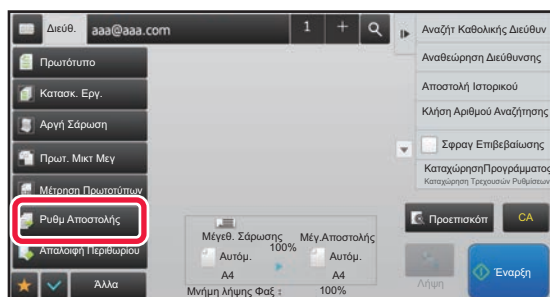 Διεύθ. aaa@aaa.com 1 +
Πρωτότυπο
Κατασκ. Εργ.
Αργή Σάρωση
Πρωτ. Μικτ Μεγ
Μέτρηση Πρωτοτύπων
Ρυθμ Αποστολής
Απαλοιφή Περιθωρίου
Άλλα
Μέγεθ. Σάρωσης
100%
Μέγ.Αποστολής
Αυτόμ.
A4
Αυτόμ.
A4
Μνήμη λήψης Φαξ : 100%
Αναζήτ Καθολικής Διεύθυν
Αναθεώρηση Διεύθυνσης
Αποστολή Ιστορικού
Κλήση Αριθμού Αναζήτησης
Σφραγ Επιβεβαίωσης
ΚαταχώρησηΠρογράμματος
Καταχώρηση Τρεχουσών Ρυθμίσεων
Προεπισκόπ
CA
Λήψη
Έναρξη